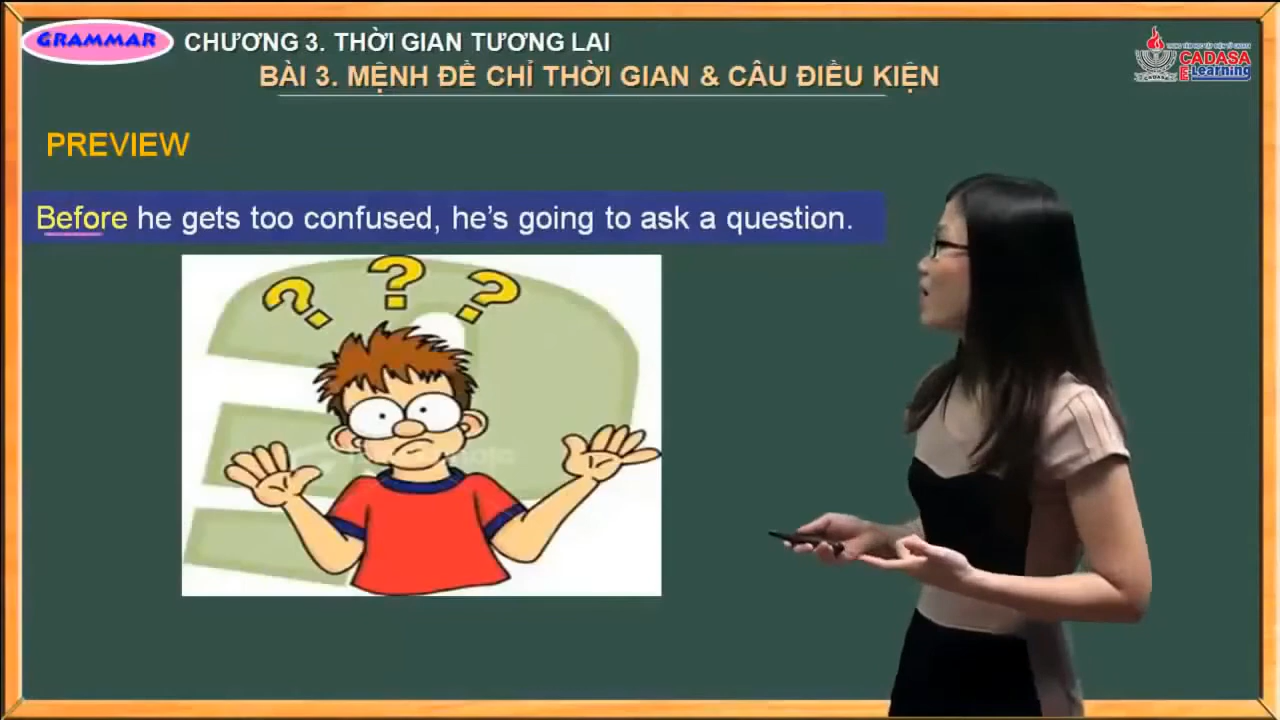 GRAMMAR
CHƯƠNG 3. THỜI GIAN TƯƠNG LAI
BÀI 3. MỆNH ĐỀ CHỈ THỜI GIAN & CÂU ĐIỀU KIỆN
CADASA
E-Learning
PREVIEW
Before he gets too confused, he's going to ask a question.
? ? ?